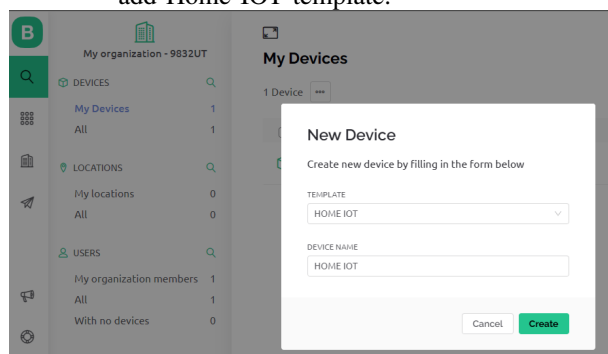 add Home IOT template.
B
My organization - 9832UT
DEVICES
My Devices 1
All 1
LOCATIONS
My locations 0
All 0
USERS
My organization members 1
All 1
With no devices 0
My Devices
1 Device
New Device
Create new device by filling in the form below
TEMPLATE
HOME IOT
DEVICE NAME
HOME IOT
Cancel Create